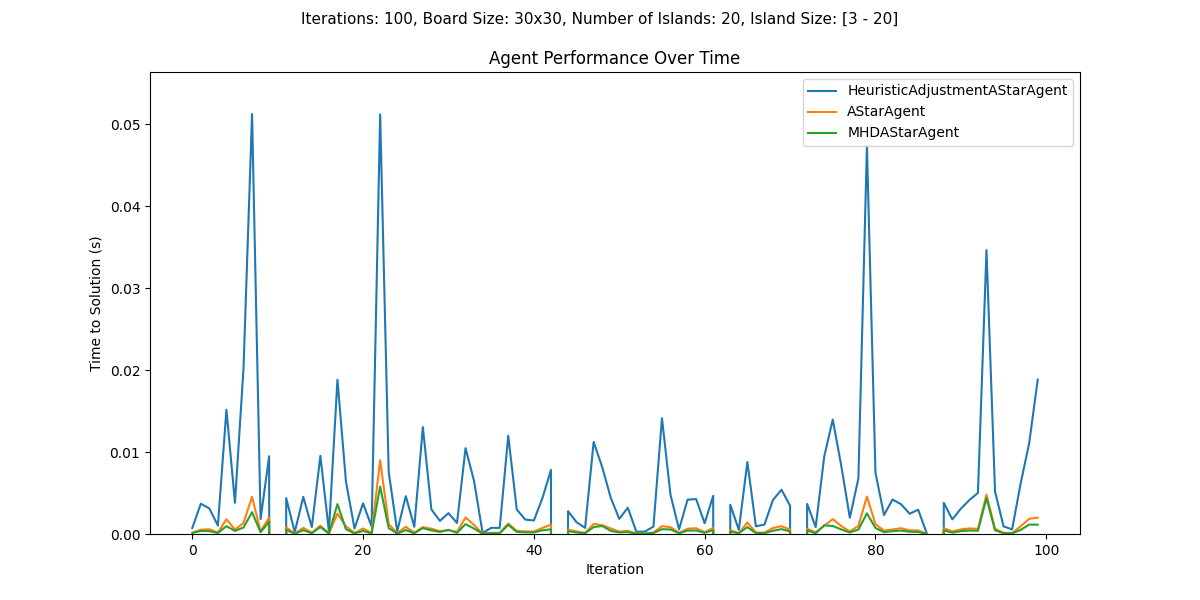 Iterations: 100, Board Size: 30x30, Number of Islands: 20, Island Size: [3 - 20]
Agent Performance Over Time
HeuristicAdjustmentAStarAgent
AStarAgent
MHDAStarAgent
Time to Solution (s)
0.05
0.04
0.03
0.02
0.01
0.00
0 20 40 60 80 100
Iteration